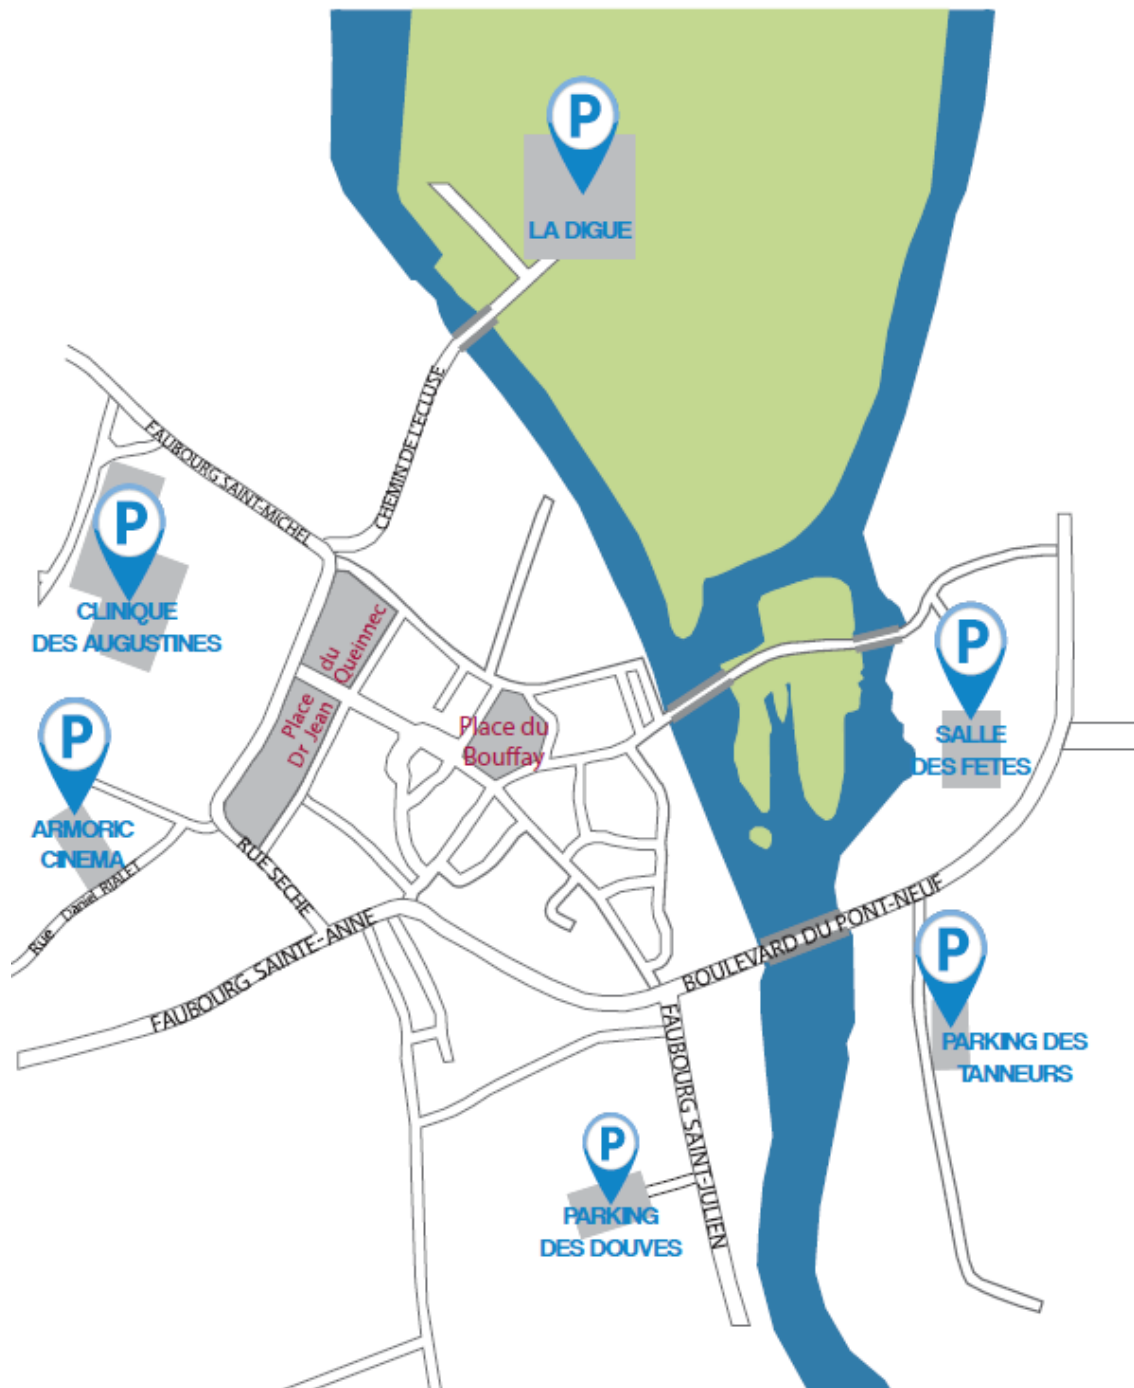 P
LA DIGUE
CHEMIN DE L'ECLUSE
FAUBOURG SAINT-MICHEL
P
CLINIQUE
DES AUGUSTINES
Place
Dr Jean
du
Queinnec
Place du
Bouffay
P
SALLE
DES FETES
P
ARMORIC
CINEMA
Rue Daniel RIALET
RUE SECHE
FAUBOURG SAINTE-ANNE
BOULEVARD DU PONT-NEUF
P
PARKING DES
TANNEURS
FAUBOURG SAINT-JULIEN
P
PARKING
DES DOUVES